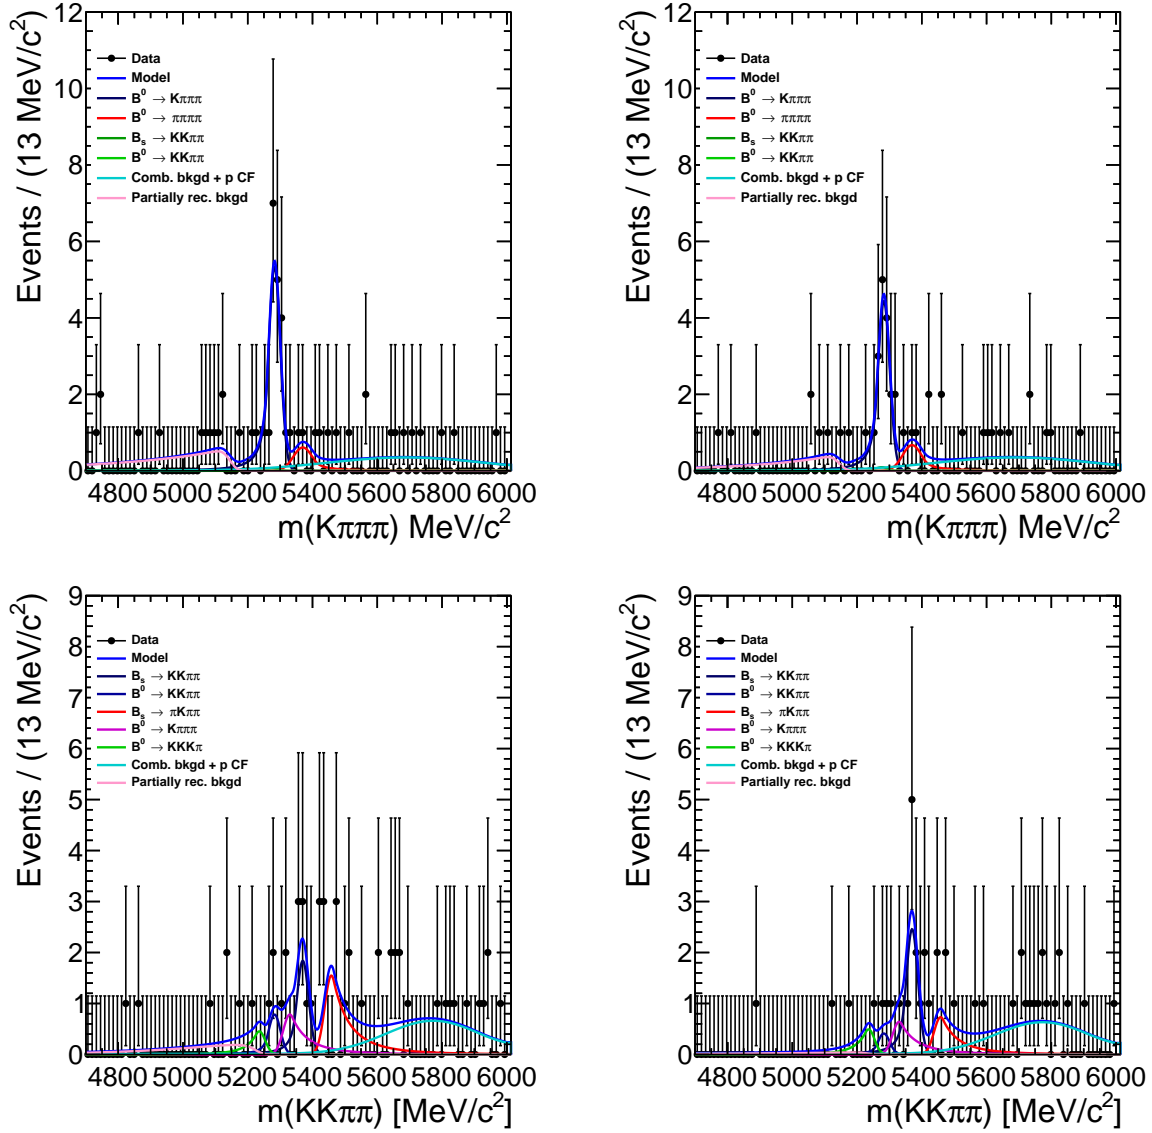 Events / (13 MeV/c²)
12
10
8
6
4
2
0
Data
Model
B⁰ → Kπππ
B⁰ → ππππ
Bₛ → KKππ
B⁰ → KKππ
Comb. bkgd + p CF
Partially rec. bkgd
4800 5000 5200 5400 5600 5800 6000
m(Kπππ) MeV/c²
Events / (13 MeV/c²)
12
10
8
6
4
2
0
Data
Model
B⁰ → Kπππ
B⁰ → ππππ
Bₛ → KKππ
B⁰ → KKππ
Comb. bkgd + p CF
Partially rec. bkgd
4800 5000 5200 5400 5600 5800 6000
m(Kπππ) MeV/c²
Events / (13 MeV/c²)
9
8
7
6
5
4
3
2
1
0
Data
Model
Bₛ → KKππ
B⁰ → KKππ
Bₛ → πKππ
B⁰ → Kπππ
B⁰ → KKKπ
Comb. bkgd + p CF
Partially rec. bkgd
4800 5000 5200 5400 5600 5800 6000
m(KKππ) [MeV/c²]
Events / (13 MeV/c²)
9
8
7
6
5
4
3
2
1
0
Data
Model
Bₛ → KKππ
B⁰ → KKππ
Bₛ → πKππ
B⁰ → Kπππ
B⁰ → KKKπ
Comb. bkgd + p CF
Partially rec. bkgd
4800 5000 5200 5400 5600 5800 6000
m(KKππ) [MeV/c²]